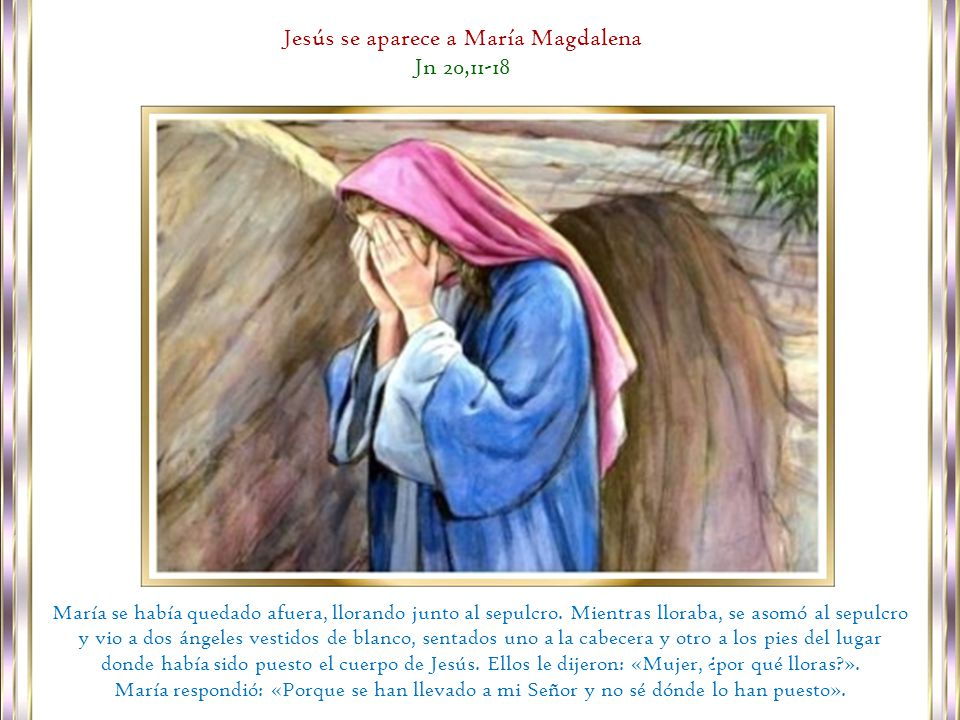 Jesús se aparece a María Magdalena
Jn 20,11-18
María se había quedado afuera, llorando junto al sepulcro. Mientras lloraba, se asomó al sepulcro
y vio a dos ángeles vestidos de blanco, sentados uno a la cabecera y otro a los pies del lugar
donde había sido puesto el cuerpo de Jesús. Ellos le dijeron: «Mujer, ¿por qué lloras?».
María respondió: «Porque se han llevado a mi Señor y no sé dónde lo han puesto».